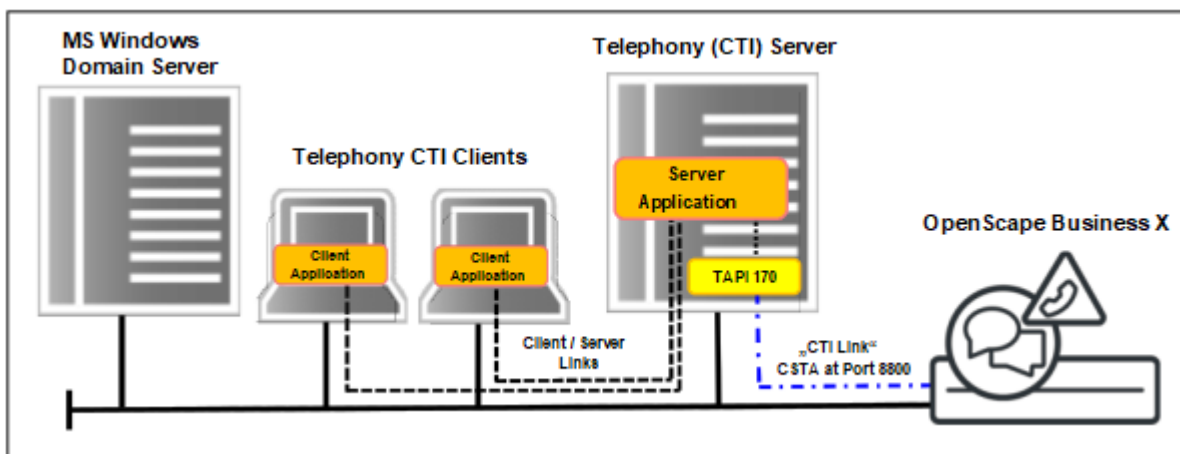 MS Windows
Domain Server
Telephony (CTI) Server
Telephony CTI Clients
Server
Application
OpenScape Business X
Client
Application
Client
Application
TAPI 170
Client / Server
Links
„CTI Link“
CSTA at Port 8800